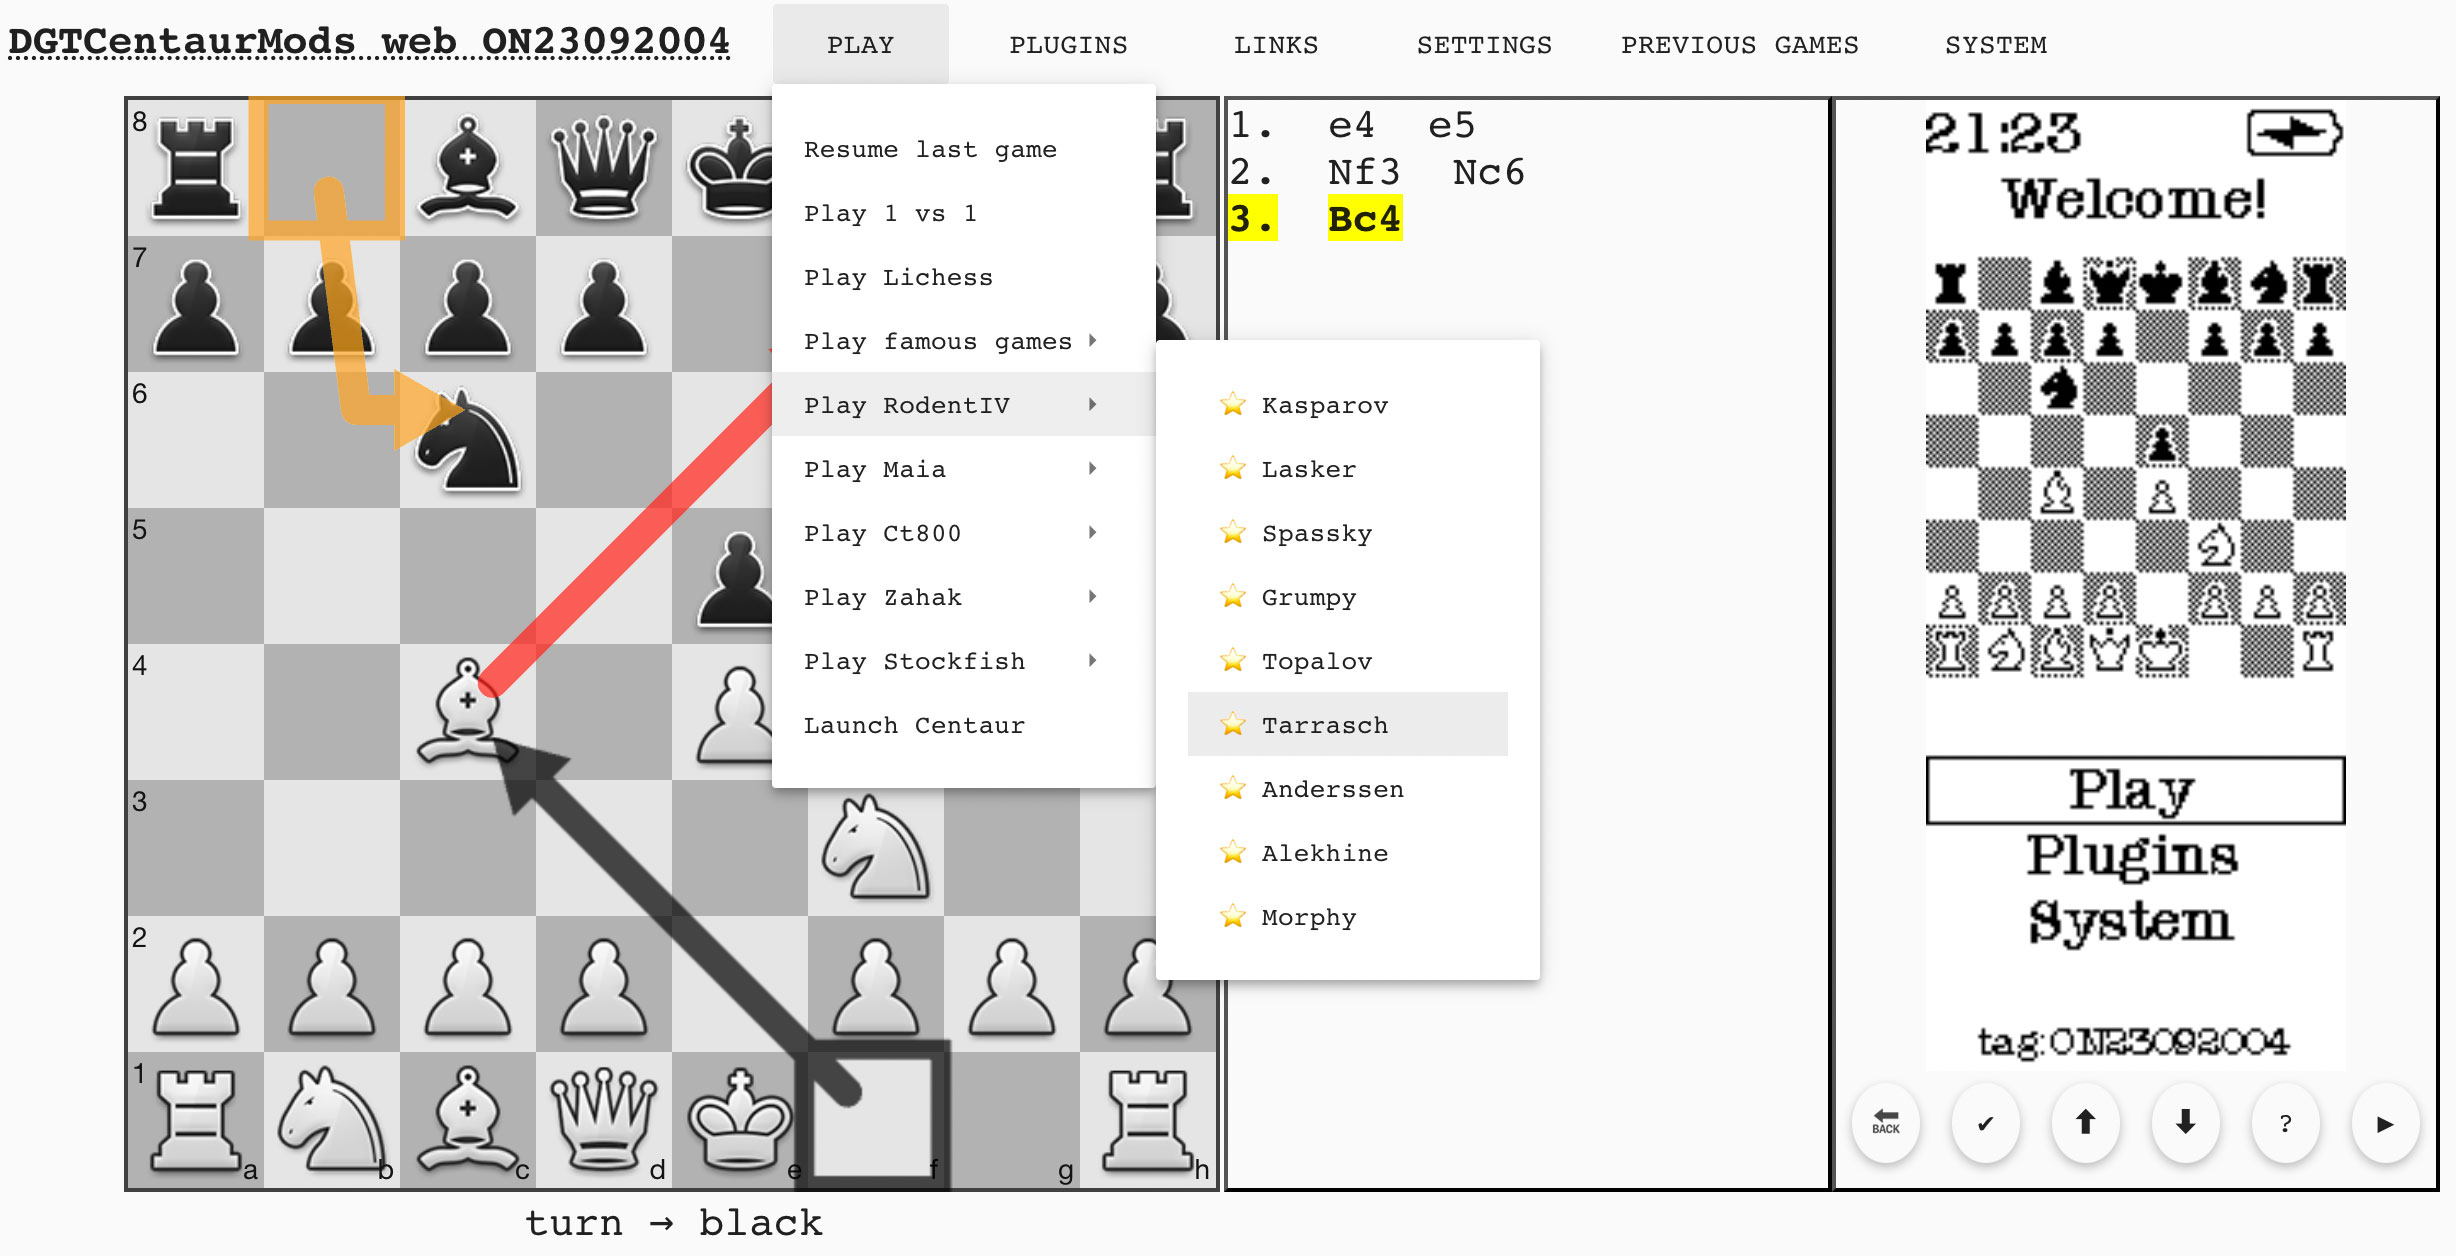 DGTCentaurMods web ON23092004
PLAY
PLUGINS
LINKS
SETTINGS
PREVIOUS GAMES
SYSTEM
Resume last game
Play 1 vs 1
Play Lichess
Play famous games
Play RodentIV
Play Maia
Play Ct800
Play Zahak
Play Stockfish
Launch Centaur
Kasparov
Lasker
Spassky
Grumpy
Topalov
Tarrasch
Anderssen
Alekhine
Morphy
8
7
6
5
4
3
2
1
a b c d e f g h
turn → black
1. e4 e5
2. Nf3 Nc6
3. Bc4
21:23
Welcome!
Play
Plugins
System
tag:ON23092004
BACK
?